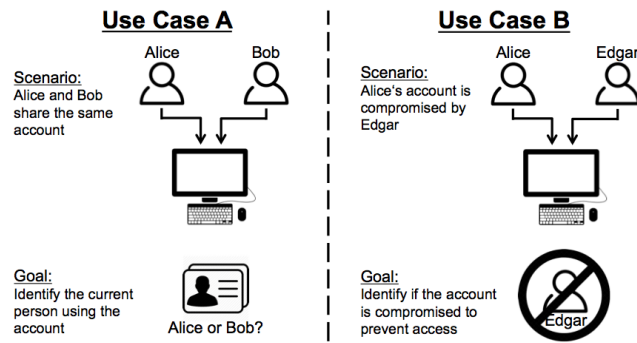 Use Case A
Alice
Bob
Scenario:
Alice and Bob
share the same
account
Goal:
Identify the current
person using the
account
Alice or Bob?
Use Case B
Alice
Edgar
Scenario:
Alice's account is
compromised by
Edgar
Goal:
Identify if the account
is compromised to
prevent access
Edgar